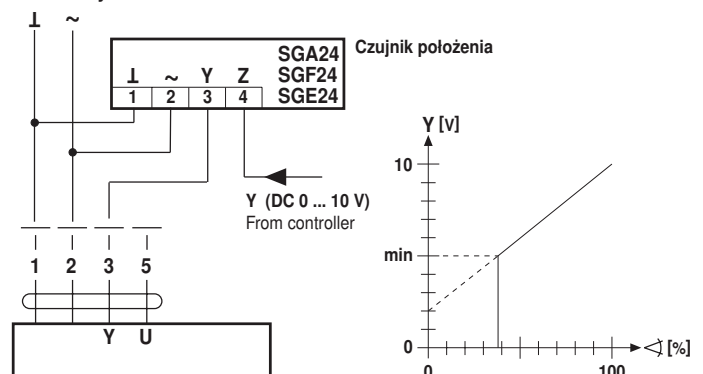 ⊥ ~
SGA24
SGF24
SGE24
Czujnik położenia
⊥ ~ Y Z
1 2 3 4
Y (DC 0 ... 10 V)
From controller
1 2 3 5
Y U
Y [V]
10
min
0
0 100
[%]